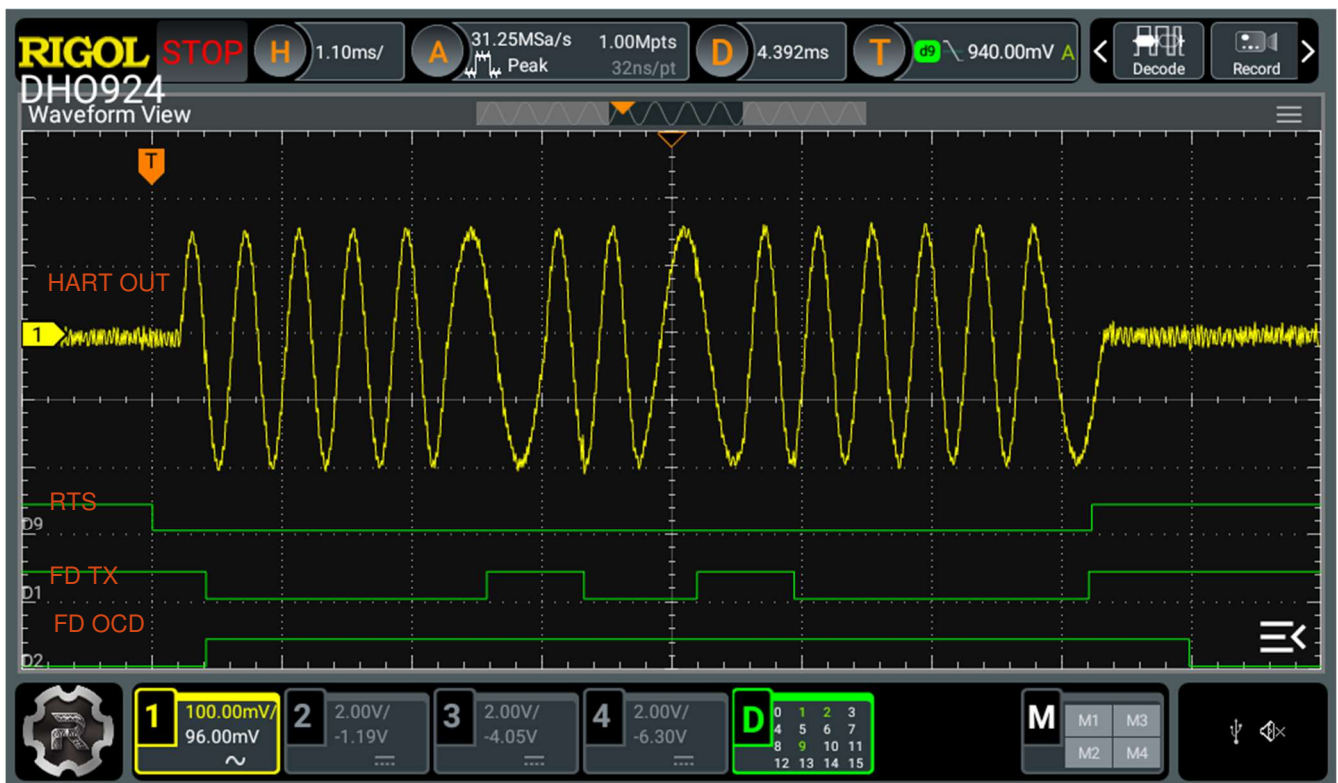 RIGOL STOP H 1.10ms/ A 31.25MSa/s 1.00Mpts D 4.392ms T d9 940.00mV A < Decode Record >
Peak 32ns/pt
DHO924
Waveform View
T
HART OUT
1
RTS
D9
FD TX
D1
FD OCD
D2
1 100.00mV/ 2 2.00V/ 3 2.00V/ 4 2.00V/ D 0 1 2 3 M M1 M3
96.00mV -1.19V -4.05V -6.30V 4 5 6 7
8 9 10 11 M2 M4
12 13 14 15
R